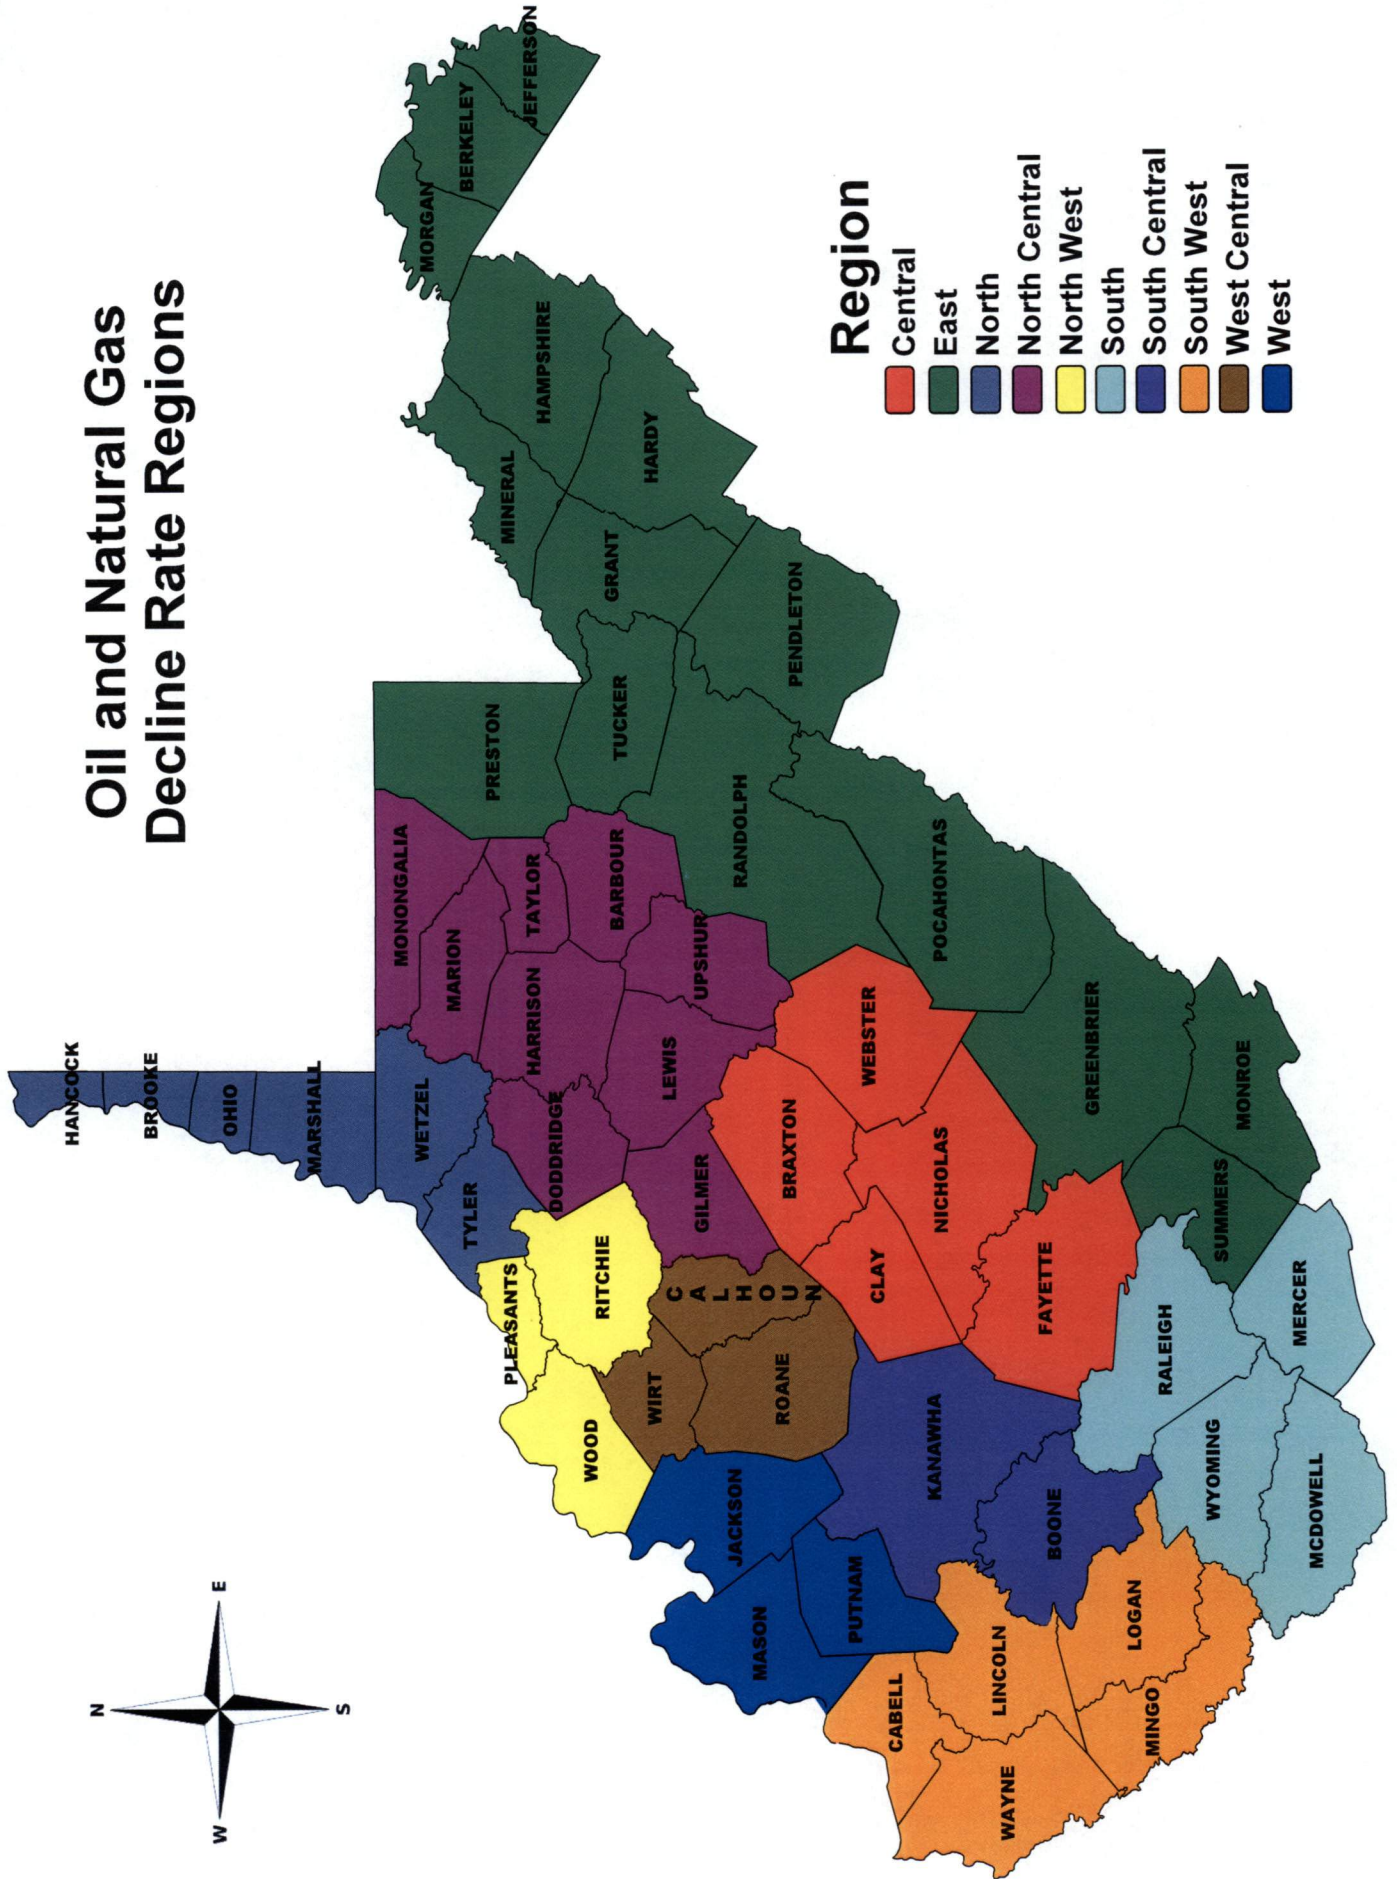 Oil and Natural Gas
Decline Rate Regions
N
W
E
S
HANCOCK
BROOKE
OHIO
MARSHALL
WETZEL
TYLER
MONONGALIA
MARION
PRESTON
TAYLOR
HARRISON
DODDRIDGE
BARBOUR
UPSHUR
LEWIS
GILMER
PLEASANTS
RITCHIE
WOOD
WIRT
CALHOUN
ROANE
JACKSON
MASON
PUTNAM
CABELL
WAYNE
LINCOLN
LOGAN
MINGO
KANAWHA
BOONE
CLAY
BRAXTON
WEBSTER
NICHOLAS
FAYETTE
RALEIGH
WYOMING
MCDOWELL
MERCER
SUMMERS
MONROE
GREENBRIER
POCAHONTAS
RANDOLPH
TUCKER
PENDLETON
GRANT
MINERAL
HARDY
HAMPSHIRE
MORGAN
BERKELEY
JEFFERSON
Region
Central
East
North
North Central
North West
South
South Central
South West
West Central
West